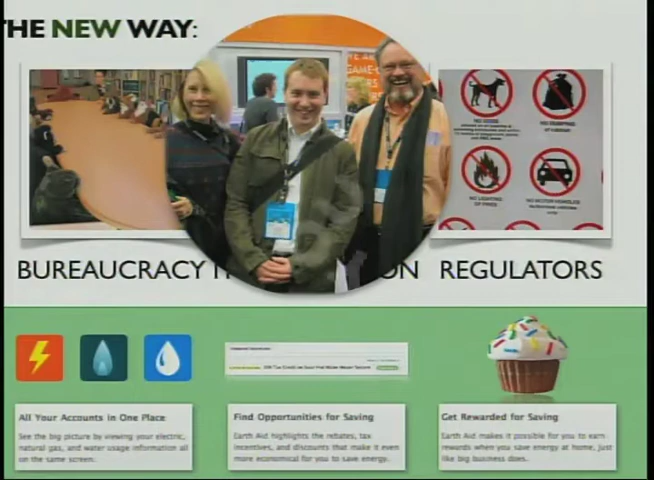 THE NEW WAY:
NO DOGS
NO DUMPING
NO LIGHTING
OF FIRES
NO MOTOR VEHICLES
BUREAUCRACY
ON
REGULATORS
All Your Accounts in One Place
See the big picture by viewing your electric,
natural gas, and water usage information all
on the same screen.
Find Opportunities for Saving
Earth Aid highlights the rebates, tax
incentives, and discounts that make it even
more economical for you to save energy.
Get Rewarded for Saving
Earth Aid makes it possible for you to earn
rewards when you save energy at home, just
like big business does.